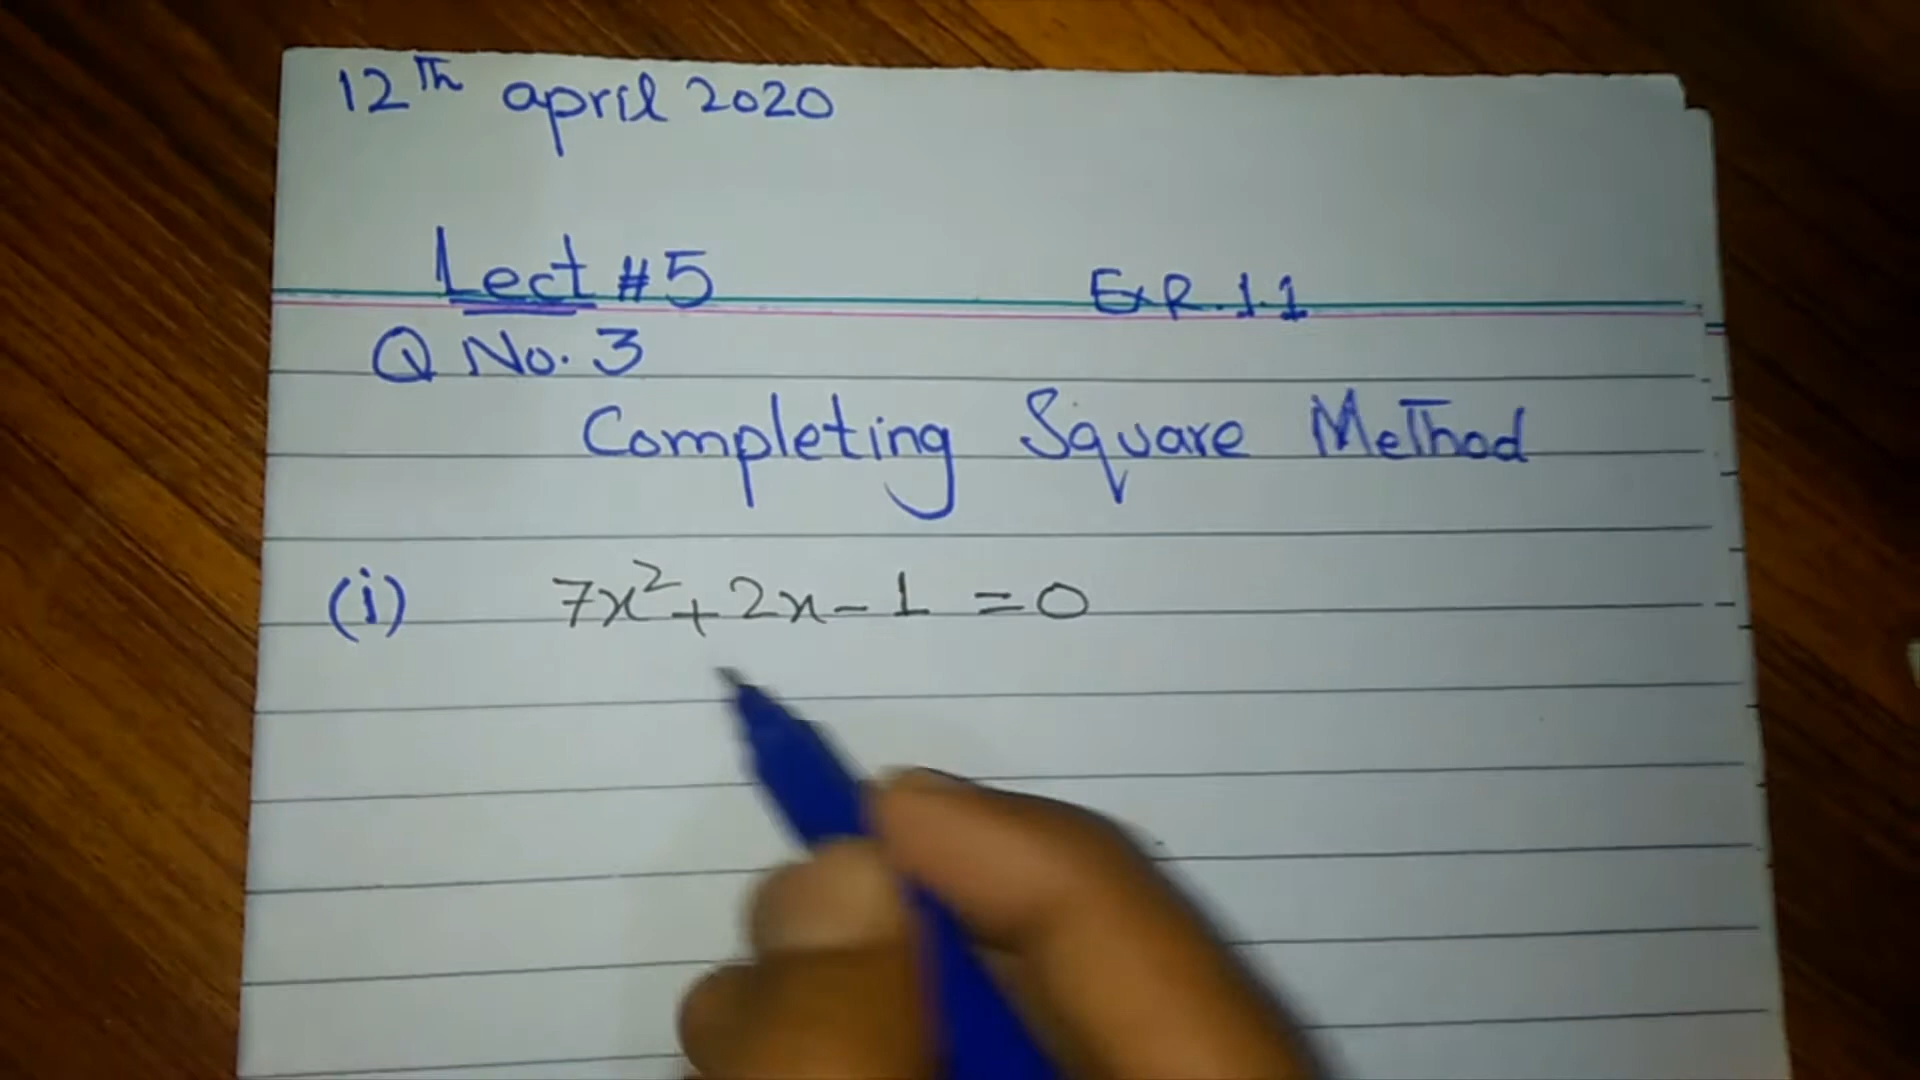 12Th april 2020
Lect #5 Ex R. 1.1
Q No. 3
Completing Square MeThod
(i) 7x²+2x-1 =0